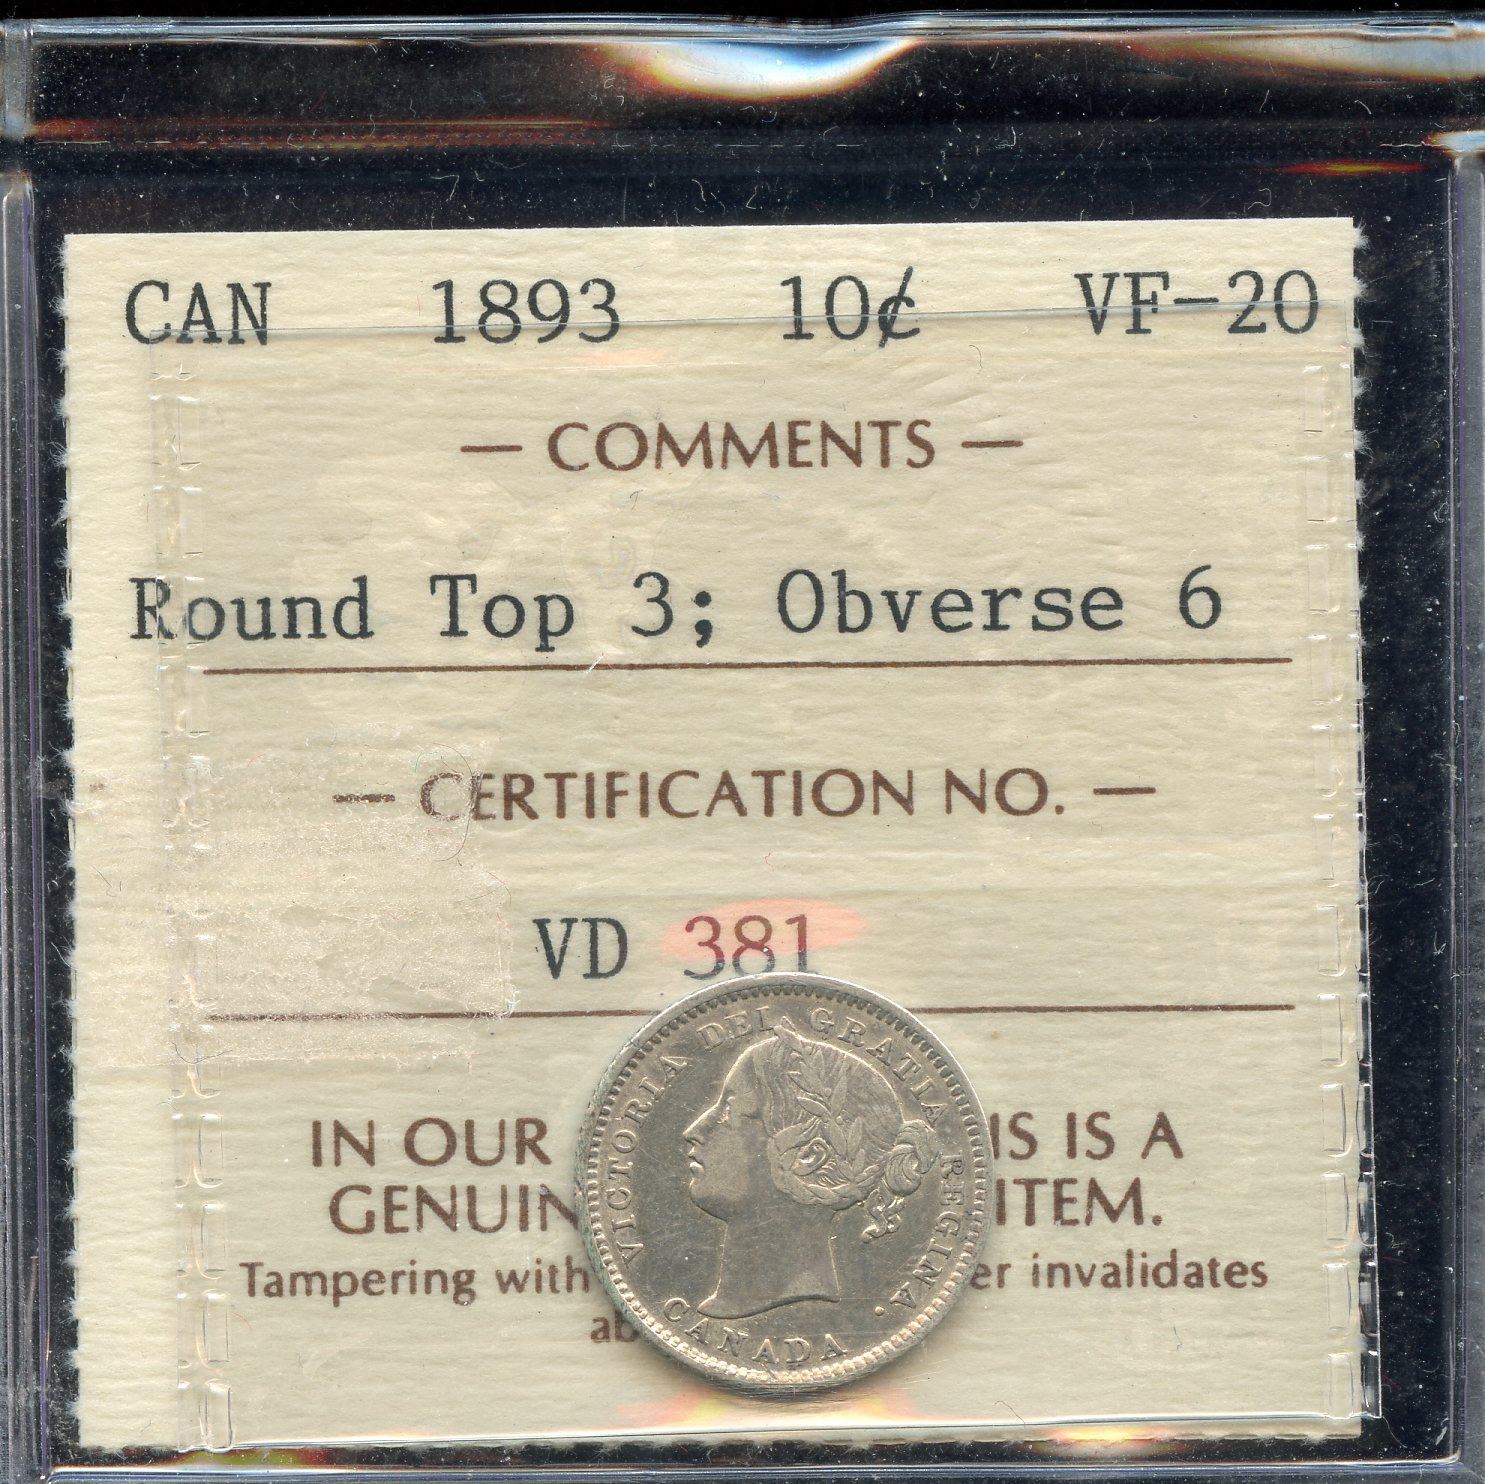 CAN 1893 10¢ VF-20
— COMMENTS —
Round Top 3; Obverse 6
— CERTIFICATION NO. —
VD 381
IN OUR IS IS A
GENUIN ITEM.
Tampering with er invalidates
ab
VICTORIA DEI GRATIA REGINA.
CANADA